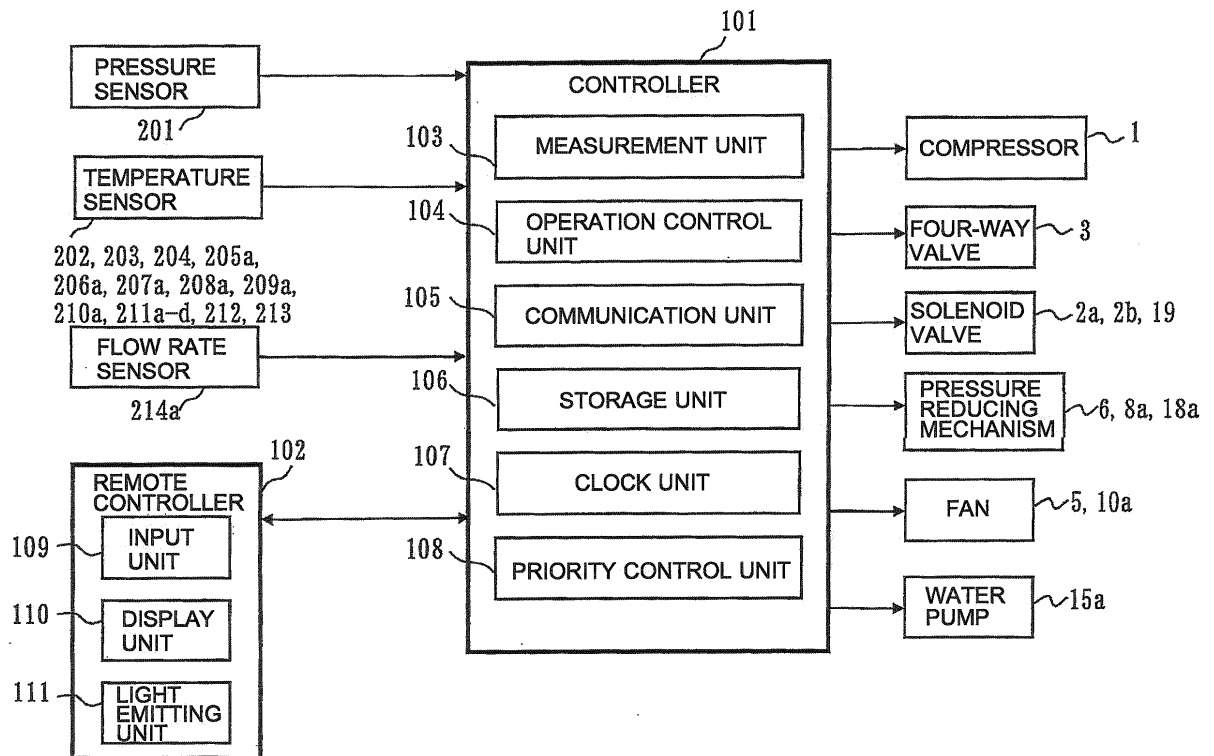 PRESSURE
SENSOR
201
TEMPERATURE
SENSOR
202, 203, 204, 205a,
206a, 207a, 208a, 209a,
210a, 211a-d, 212, 213
FLOW RATE
SENSOR
214a
102
REMOTE
CONTROLLER
109
INPUT
UNIT
110
DISPLAY
UNIT
111
LIGHT
EMITTING
UNIT
101
CONTROLLER
103
MEASUREMENT UNIT
104
OPERATION CONTROL
UNIT
105
COMMUNICATION UNIT
106
STORAGE UNIT
107
CLOCK UNIT
108
PRIORITY CONTROL UNIT
COMPRESSOR
1
FOUR-WAY
VALVE
3
SOLENOID
VALVE
2a, 2b, 19
PRESSURE
REDUCING
MECHANISM
6, 8a, 18a
FAN
5, 10a
WATER
PUMP
15a